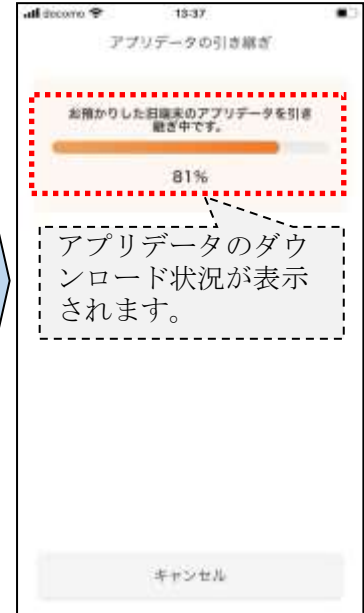 docomo 13:37
アプリデータの引き継ぎ
お預かりした旧端末のアプリデータを引き
継ぎ中です。
81%
アプリデータのダウ
ンロード状況が表示
されます。
キャンセル